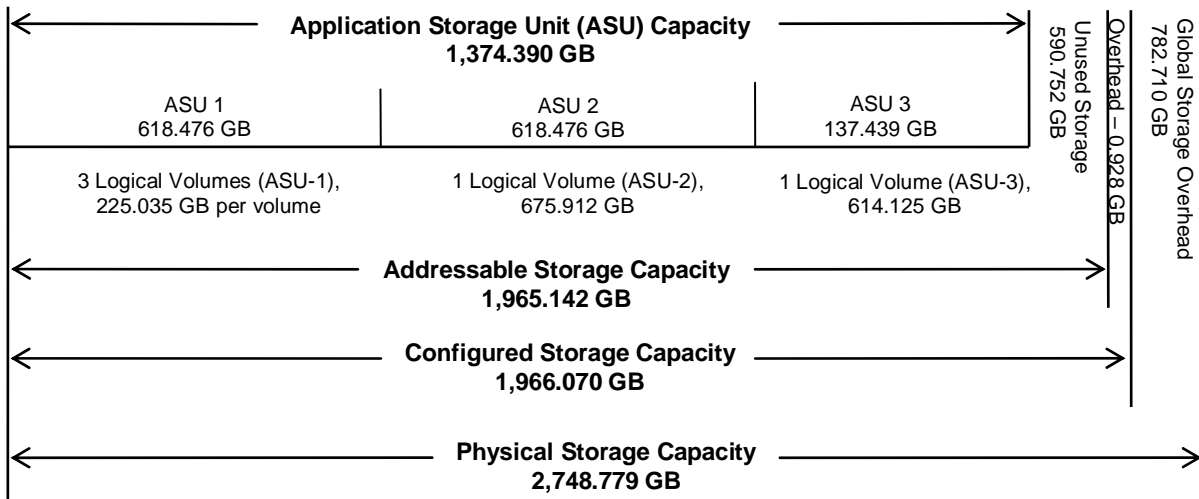 Application Storage Unit (ASU) Capacity
1,374.390 GB
ASU 1
618.476 GB
ASU 2
618.476 GB
ASU 3
137.439 GB
3 Logical Volumes (ASU-1),
225.035 GB per volume
1 Logical Volume (ASU-2),
675.912 GB
1 Logical Volume (ASU-3),
614.125 GB
Unused Storage
590.752 GB
Overhead – 0.928 GB
Global Storage Overhead
782.710 GB
Addressable Storage Capacity
1,965.142 GB
Configured Storage Capacity
1,966.070 GB
Physical Storage Capacity
2,748.779 GB